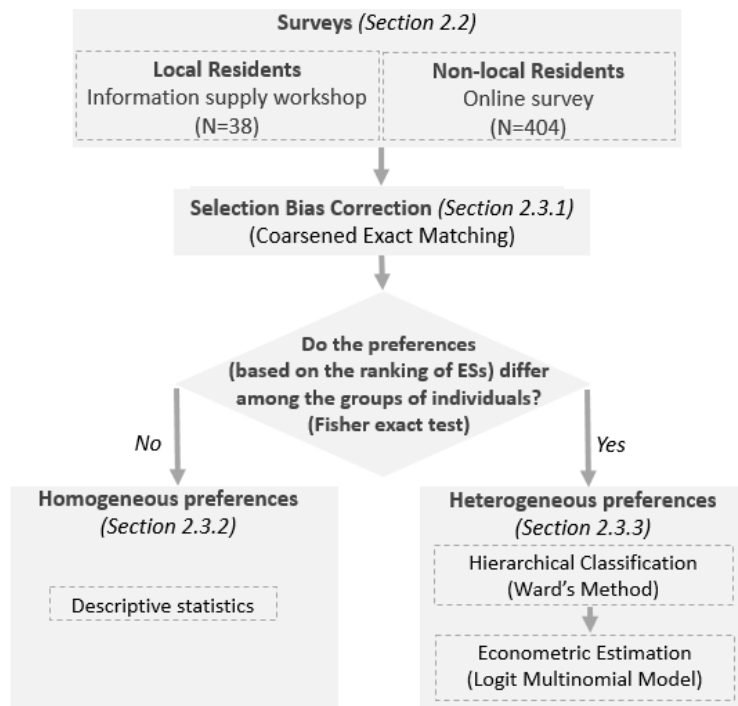 Surveys (Section 2.2)
Local Residents
Information supply workshop
(N=38)
Non-local Residents
Online survey
(N=404)
Selection Bias Correction (Section 2.3.1)
(Coarsened Exact Matching)
Do the preferences
(based on the ranking of ESs) differ
among the groups of individuals?
(Fisher exact test)
No
Yes
Homogeneous preferences
(Section 2.3.2)
Descriptive statistics
Heterogeneous preferences
(Section 2.3.3)
Hierarchical Classification
(Ward’s Method)
Econometric Estimation
(Logit Multinomial Model)